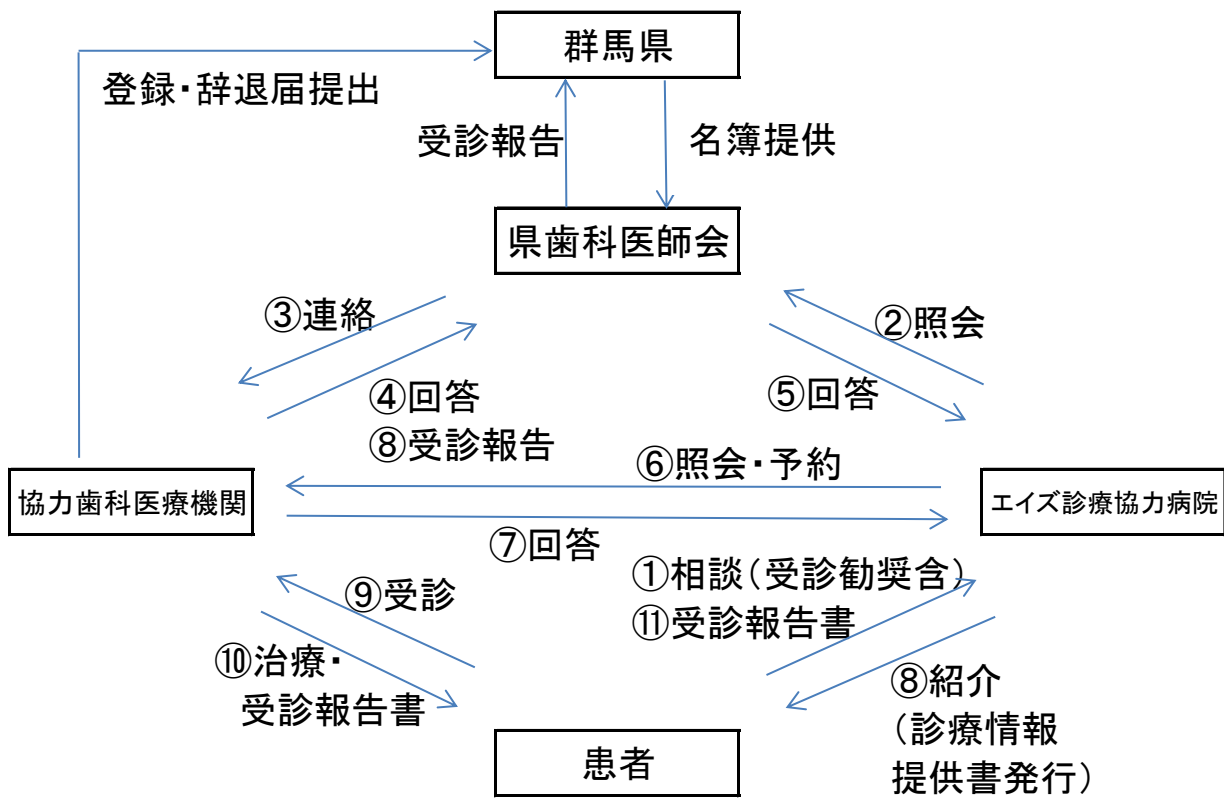 群馬県
登録・辞退届提出
受診報告
名簿提供
県歯科医師会
③連絡
②照会
④回答
⑧受診報告
⑤回答
⑥照会・予約
協力歯科医療機関
エイズ診療協力病院
⑦回答
①相談（受診勧奨含）
⑪受診報告書
⑨受診
⑩治療・
受診報告書
⑧紹介
（診療情報
提供書発行）
患者